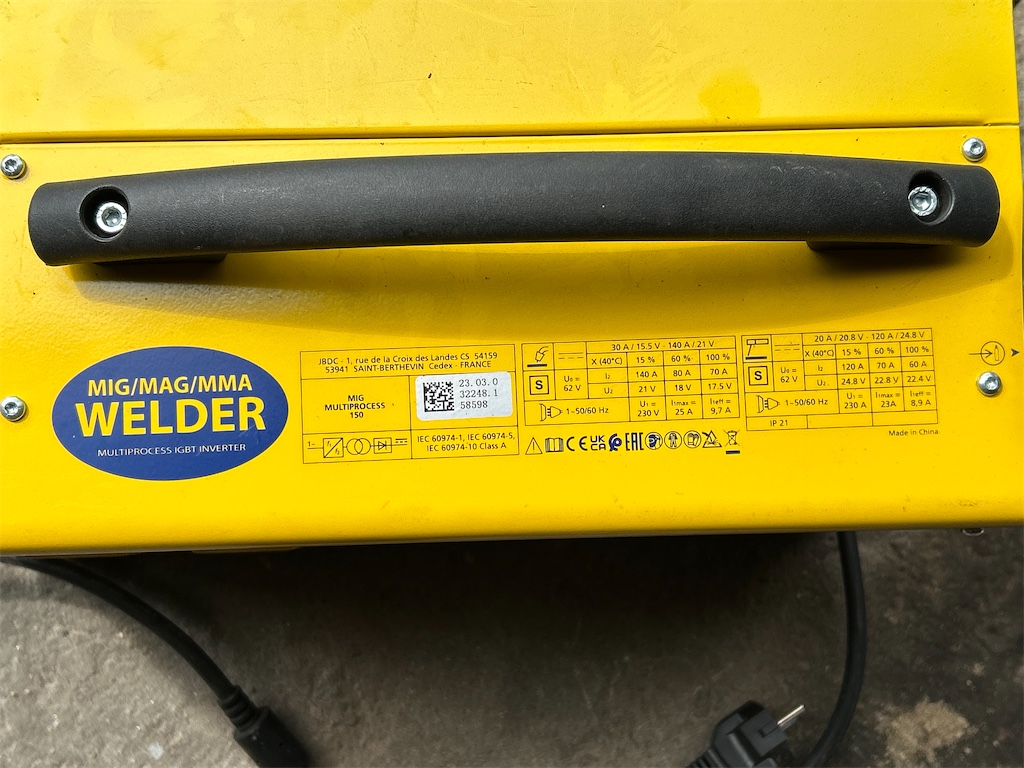 MIG/MAG/MMA
WELDER
MULTIPROCESS IGBT INVERTER
JBDC - 1, rue de la Croix des Landes CS 54159
53941 SAINT-BERTHEVIN Cedex - FRANCE
MIG
MULTIPROCESS
150
23.03.0
32248.1
58598
IEC 60974-1, IEC 60974-5,
IEC 60974-10 Class A
30 A / 15.5 V - 140 A / 21 V
X (40°C) 15 % 60 % 100 %
S
U₀ =
62 V
I₂ 140 A 80 A 70 A
U₂ 21 V 18 V 17.5 V
1~50/60 Hz
U₁ =
230 V
I₁max =
25 A
I₁eff =
9,7 A
CE UK CA EAC
20 A / 20.8 V - 120 A / 24.8 V
X (40°C) 15 % 60 % 100 %
S
U₀ =
62 V
I₂ 120 A 70 A 60 A
U₂ 24.8 V 22.8 V 22.4 V
1~50/60 Hz
U₁ =
230 A
I₁max =
23A
I₁eff =
8,9 A
IP 21
Made in China